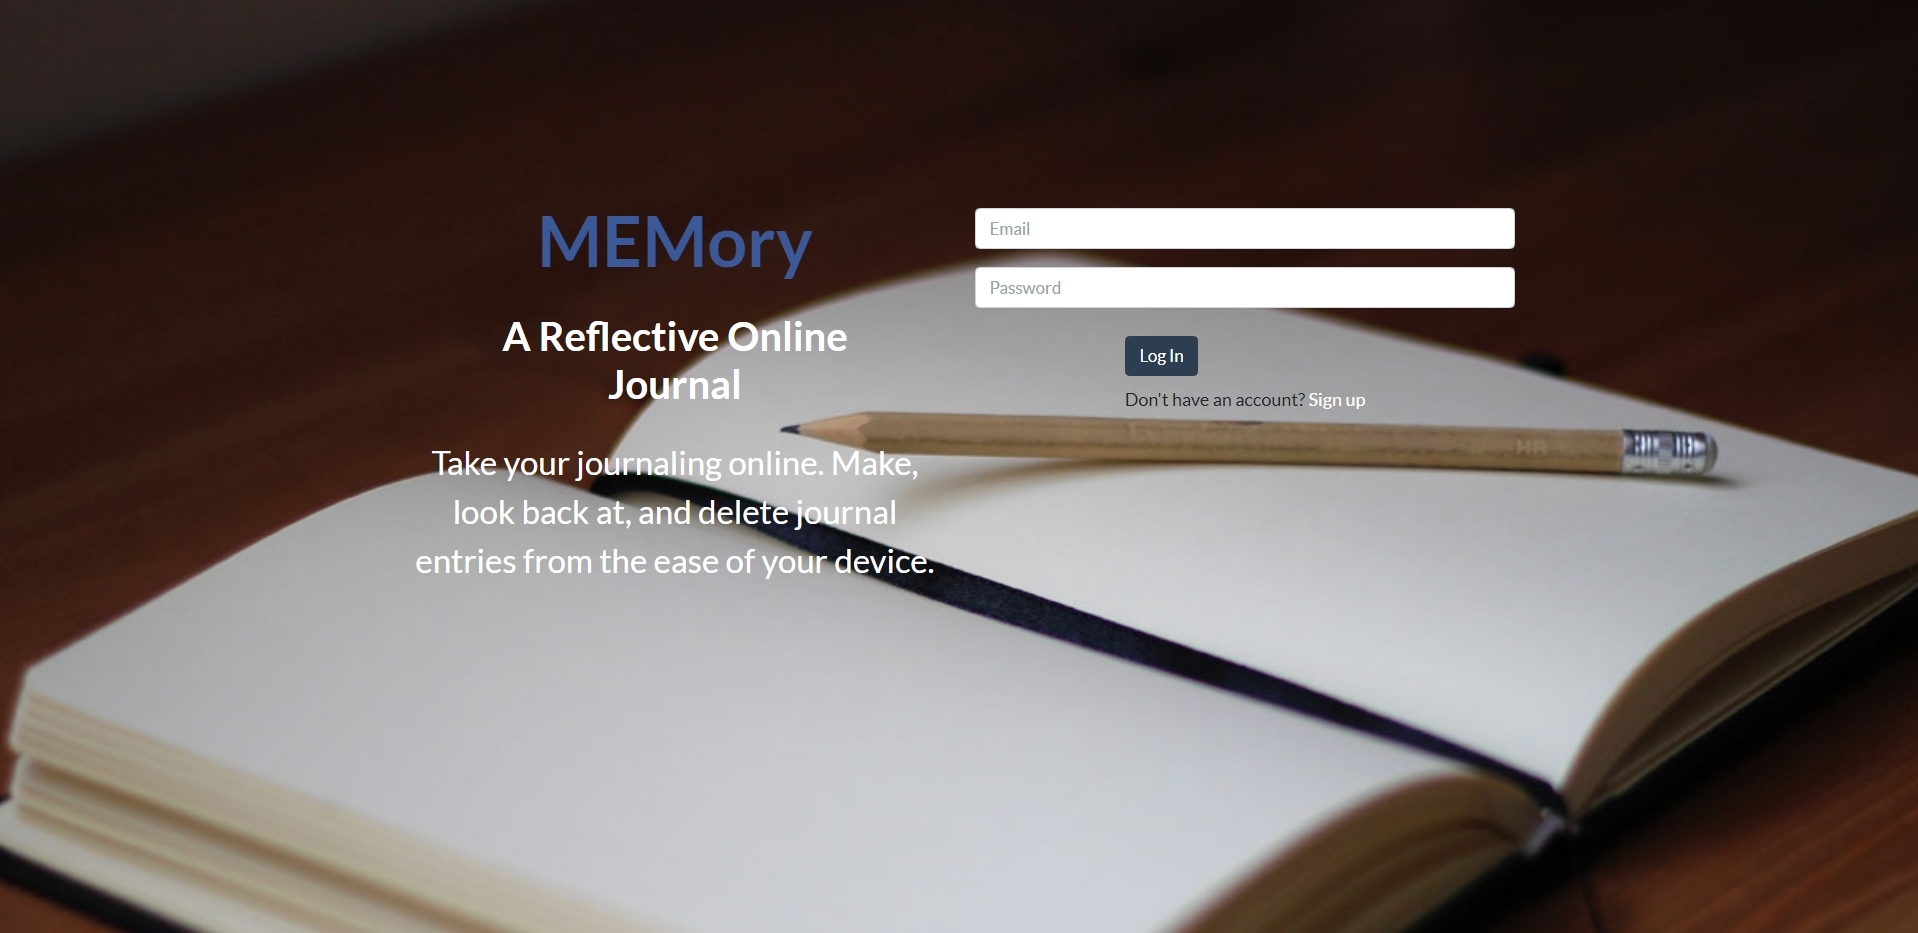 MEMory
A Reflective Online
Journal
Take your journaling online. Make,
look back at, and delete journal
entries from the ease of your device.
Email
Password
Log In
Don't have an account? Sign up
HB